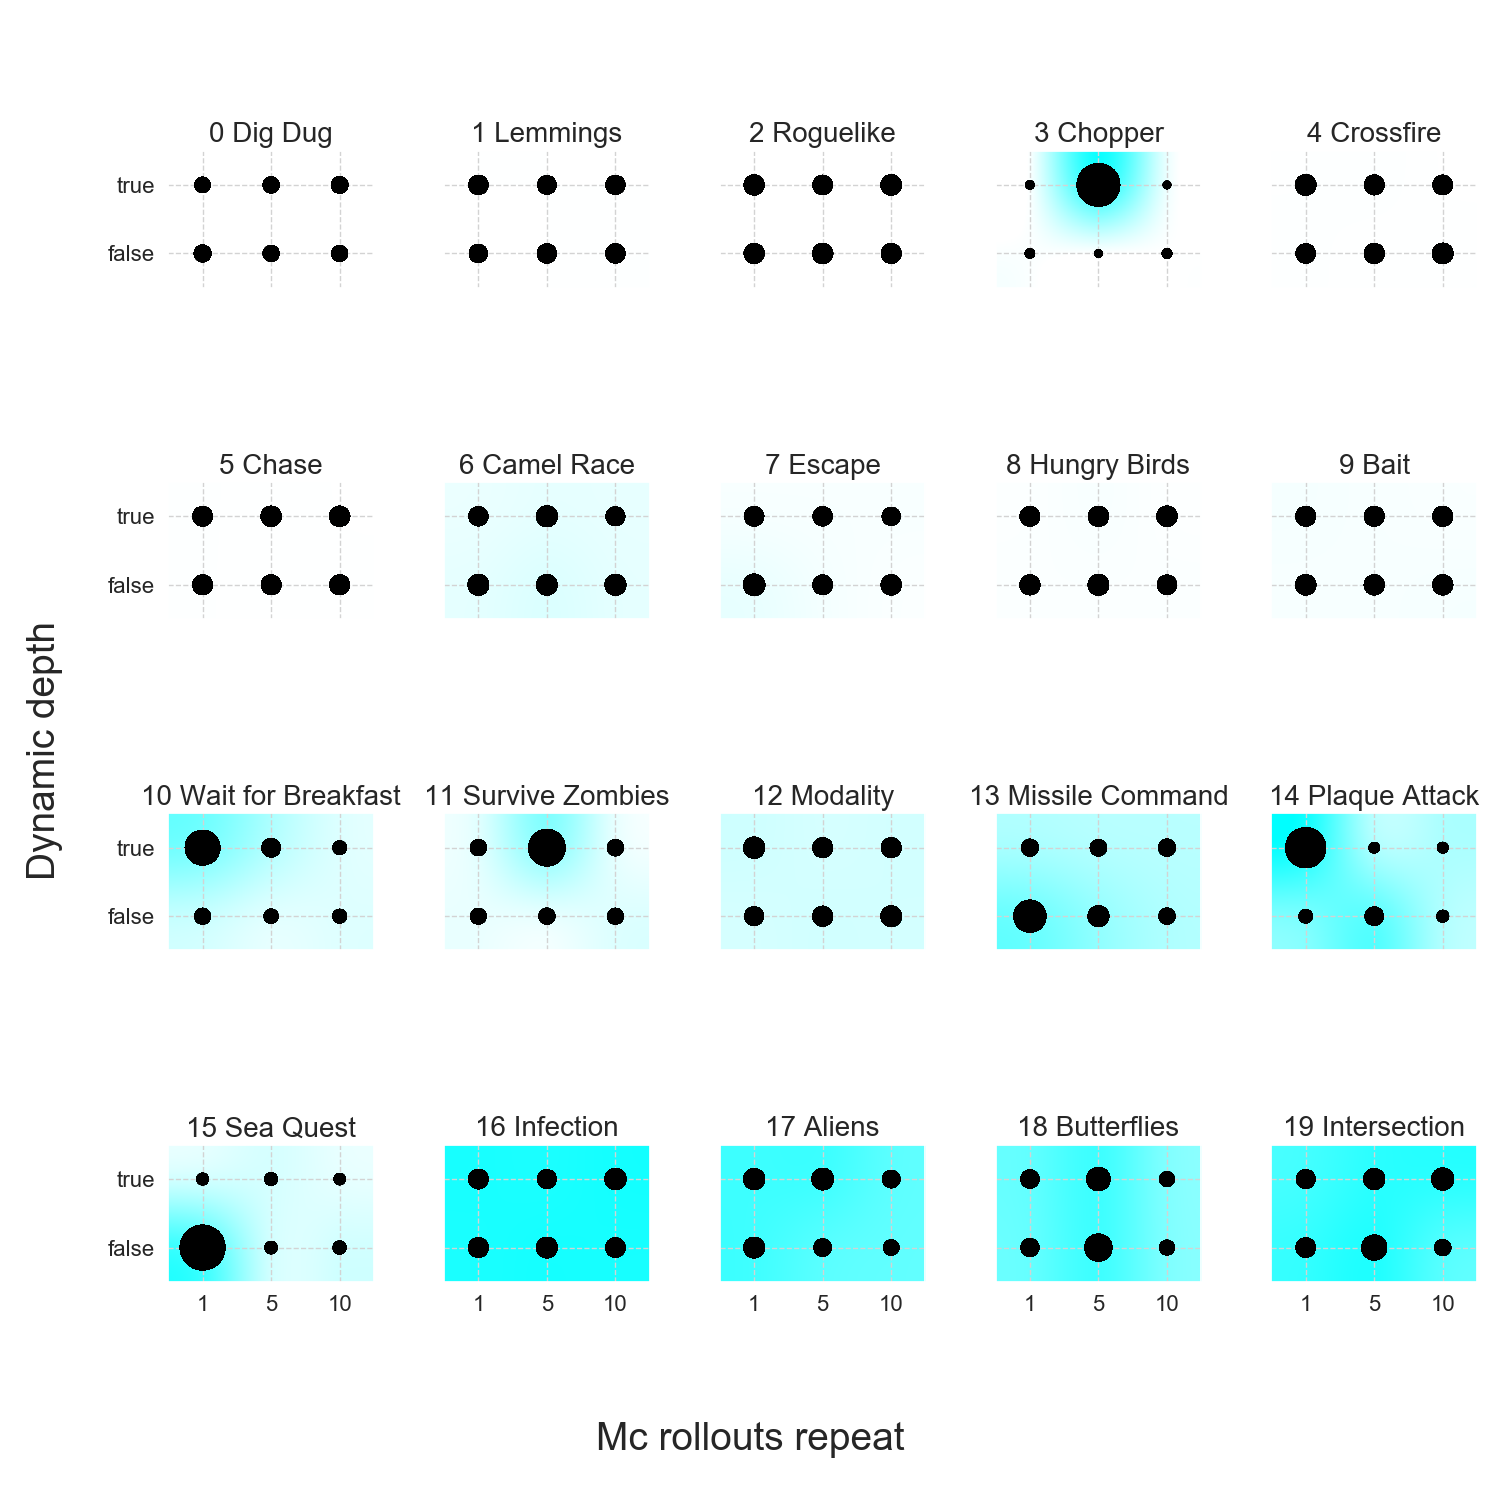 0 Dig Dug
1 Lemmings
2 Roguelike
3 Chopper
4 Crossfire
true
false
5 Chase
6 Camel Race
7 Escape
8 Hungry Birds
9 Bait
true
false
Dynamic depth
10 Wait for Breakfast
11 Survive Zombies
12 Modality
13 Missile Command
14 Plaque Attack
true
false
15 Sea Quest
16 Infection
17 Aliens
18 Butterflies
19 Intersection
true
false
1 5 10
1 5 10
1 5 10
1 5 10
1 5 10
Mc rollouts repeat